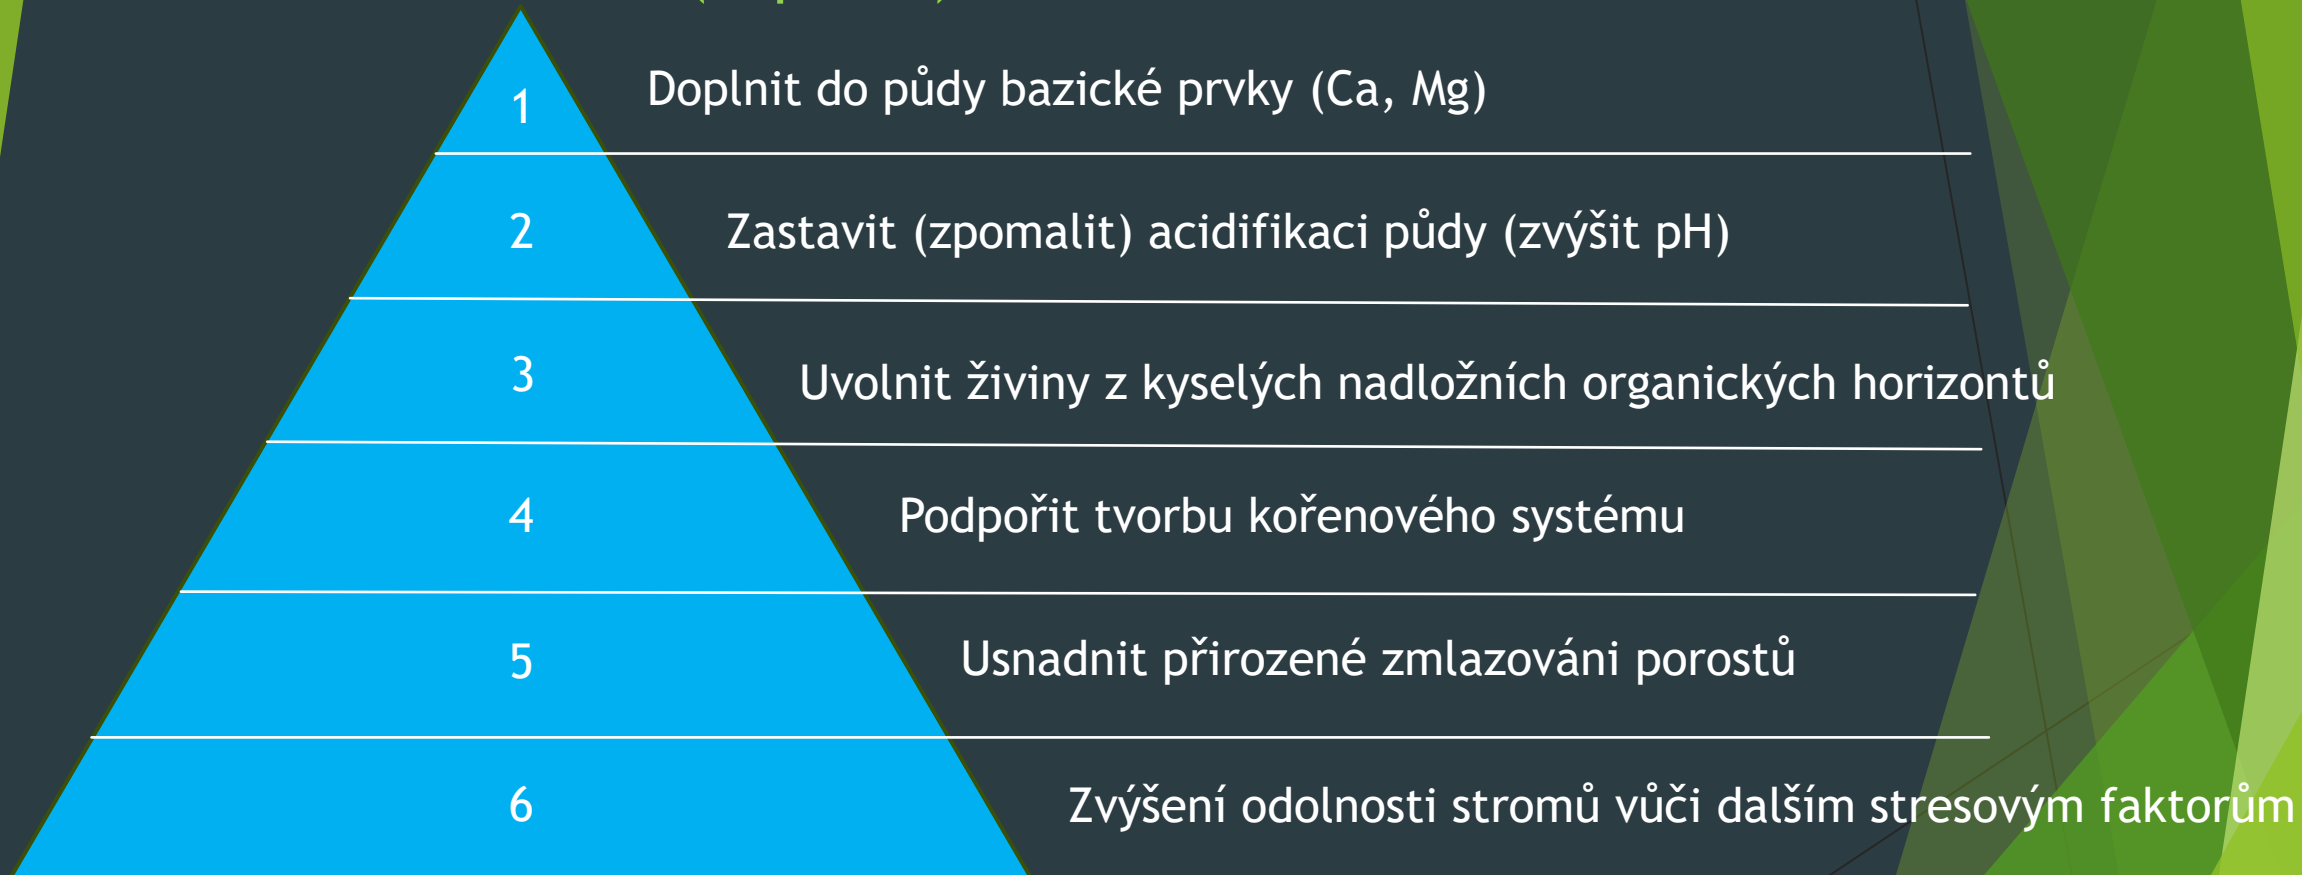 1
Doplnit do půdy bazické prvky (Ca, Mg)
2
Zastavit (zpomalit) acidifikaci půdy (zvýšit pH)
3
Uvolnit živiny z kyselých nadložních organických horizontů
4
Podpořit tvorbu kořenového systému
5
Usnadnit přirozené zmlazováni porostů
6
Zvýšení odolnosti stromů vůči dalším stresovým faktorům